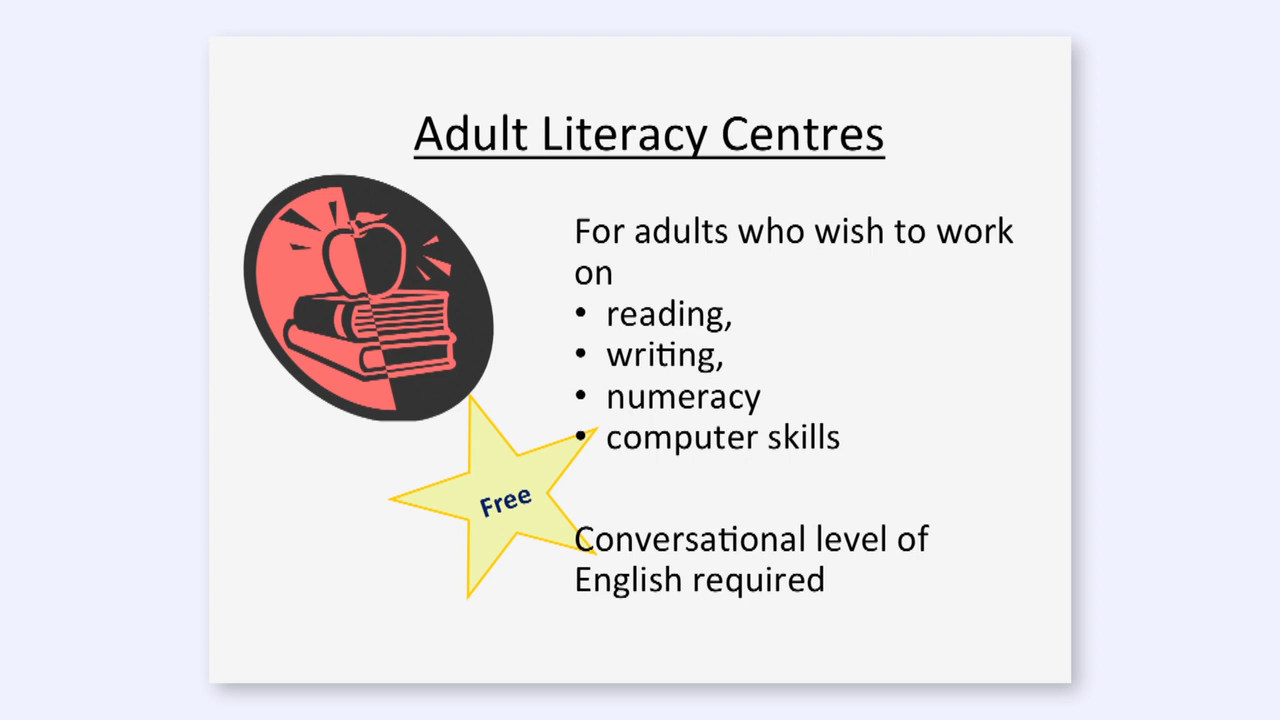 Adult Literacy Centres
For adults who wish to work
on
• reading,
• writing,
• numeracy
• computer skills
Free
Conversational level of
English required